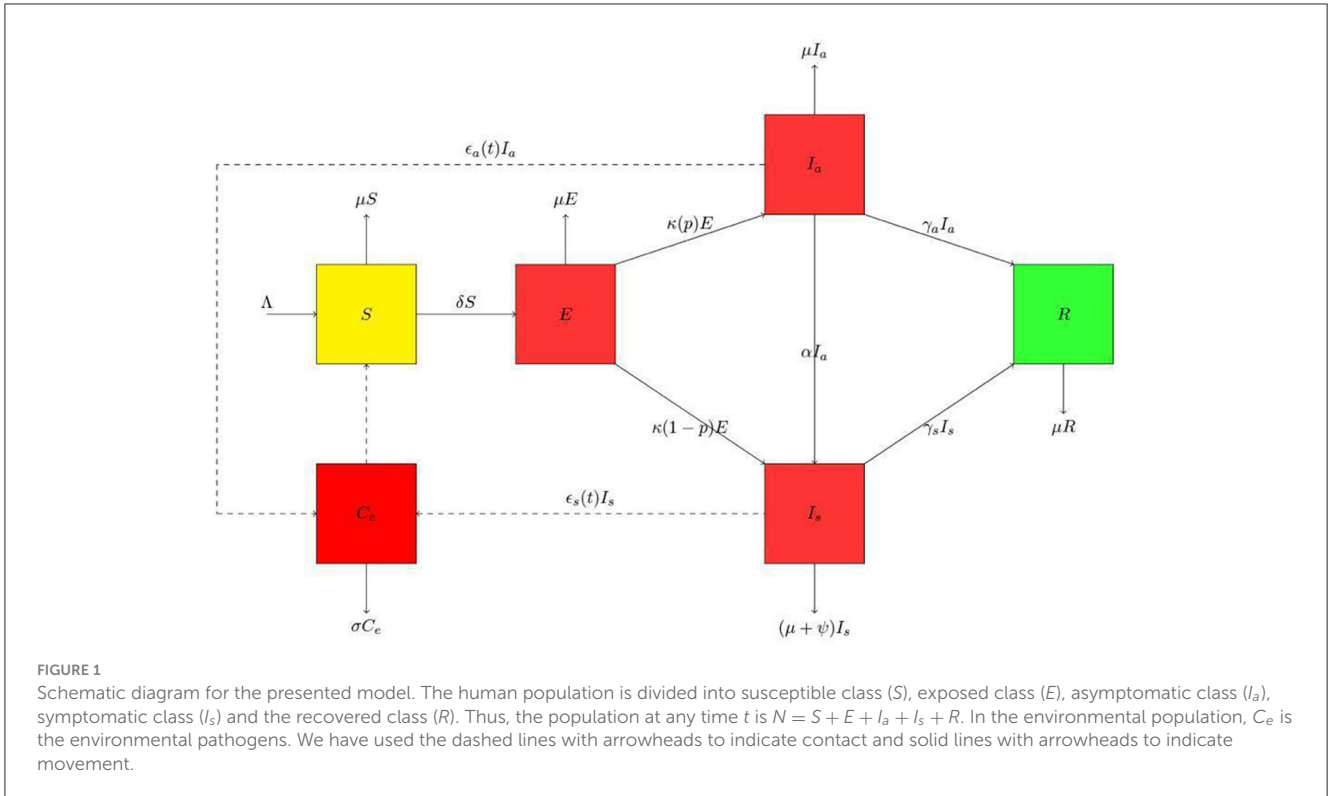 μI_a
ϵ_a(t)I_a
I_a
μS
μE
κ(p)E
γ_aI_a
Λ
S
δS
E
R
αI_a
κ(1 − p)E
γ_sI_s
μR
C_e
ϵ_s(t)I_s
I_s
σC_e
(μ + ψ)I_s
FIGURE 1
Schematic diagram for the presented model. The human population is divided into susceptible class (S), exposed class (E), asymptomatic class (I_a),
symptomatic class (I_s) and the recovered class (R). Thus, the population at any time t is N = S + E + I_a + I_s + R. In the environmental population, C_e is
the environmental pathogens. We have used the dashed lines with arrowheads to indicate contact and solid lines with arrowheads to indicate
movement.